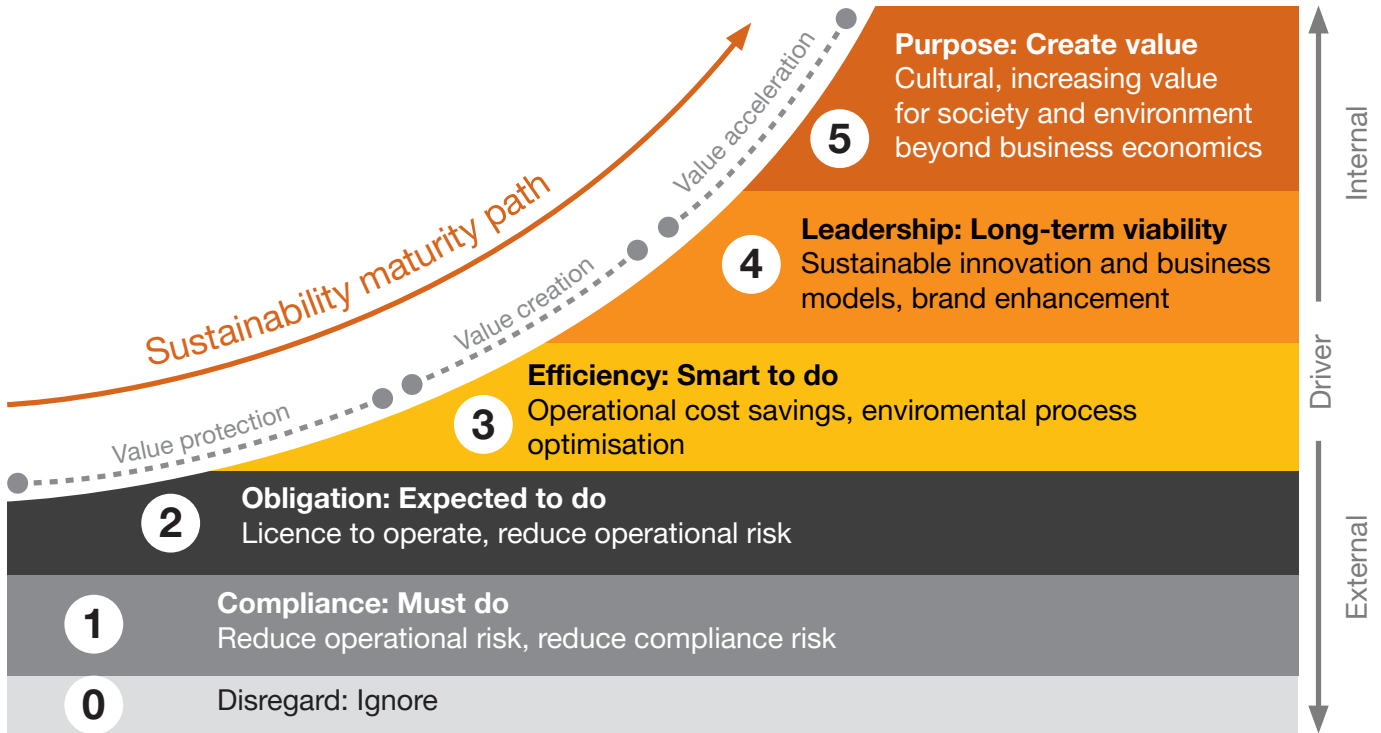 Purpose: Create value
Cultural, increasing value
for society and environment
beyond business economics
5
Internal
Value acceleration
Sustainability maturity path
Leadership: Long-term viability
Sustainable innovation and business
models, brand enhancement
4
Value creation
Driver
Efficiency: Smart to do
Operational cost savings, enviromental process
optimisation
3
Value protection
Obligation: Expected to do
Licence to operate, reduce operational risk
2
External
Compliance: Must do
Reduce operational risk, reduce compliance risk
1
Disregard: Ignore
0